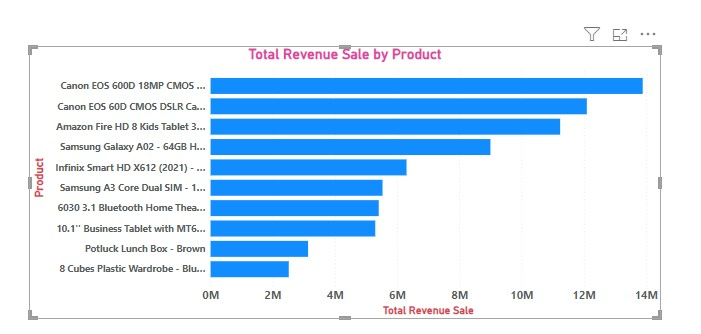 Total Revenue Sale by Product
Product
Canon EOS 600D 18MP CMOS ...
Canon EOS 60D CMOS DSLR Ca...
Amazon Fire HD 8 Kids Tablet 3...
Samsung Galaxy A02 - 64GB H...
Infinix Smart HD X612 (2021) - ...
Samsung A3 Core Dual SIM - 1...
6030 3.1 Bluetooth Home Thea...
10.1'' Business Tablet with MT6...
Potluck Lunch Box - Brown
8 Cubes Plastic Wardrobe - Blu...
0M 2M 4M 6M 8M 10M 12M 14M
Total Revenue Sale